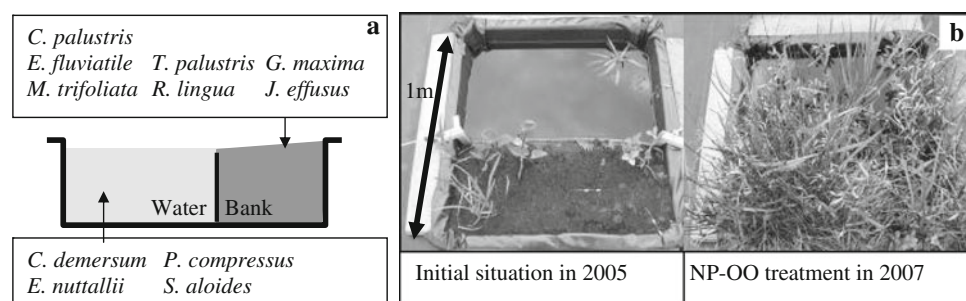 a
C. palustris
E. fluviatile T. palustris G. maxima
M. trifoliata R. lingua J. effusus
Water Bank
C. demersum P. compressus
E. nuttallii S. aloides
b
1m
Initial situation in 2005
NP-OO treatment in 2007